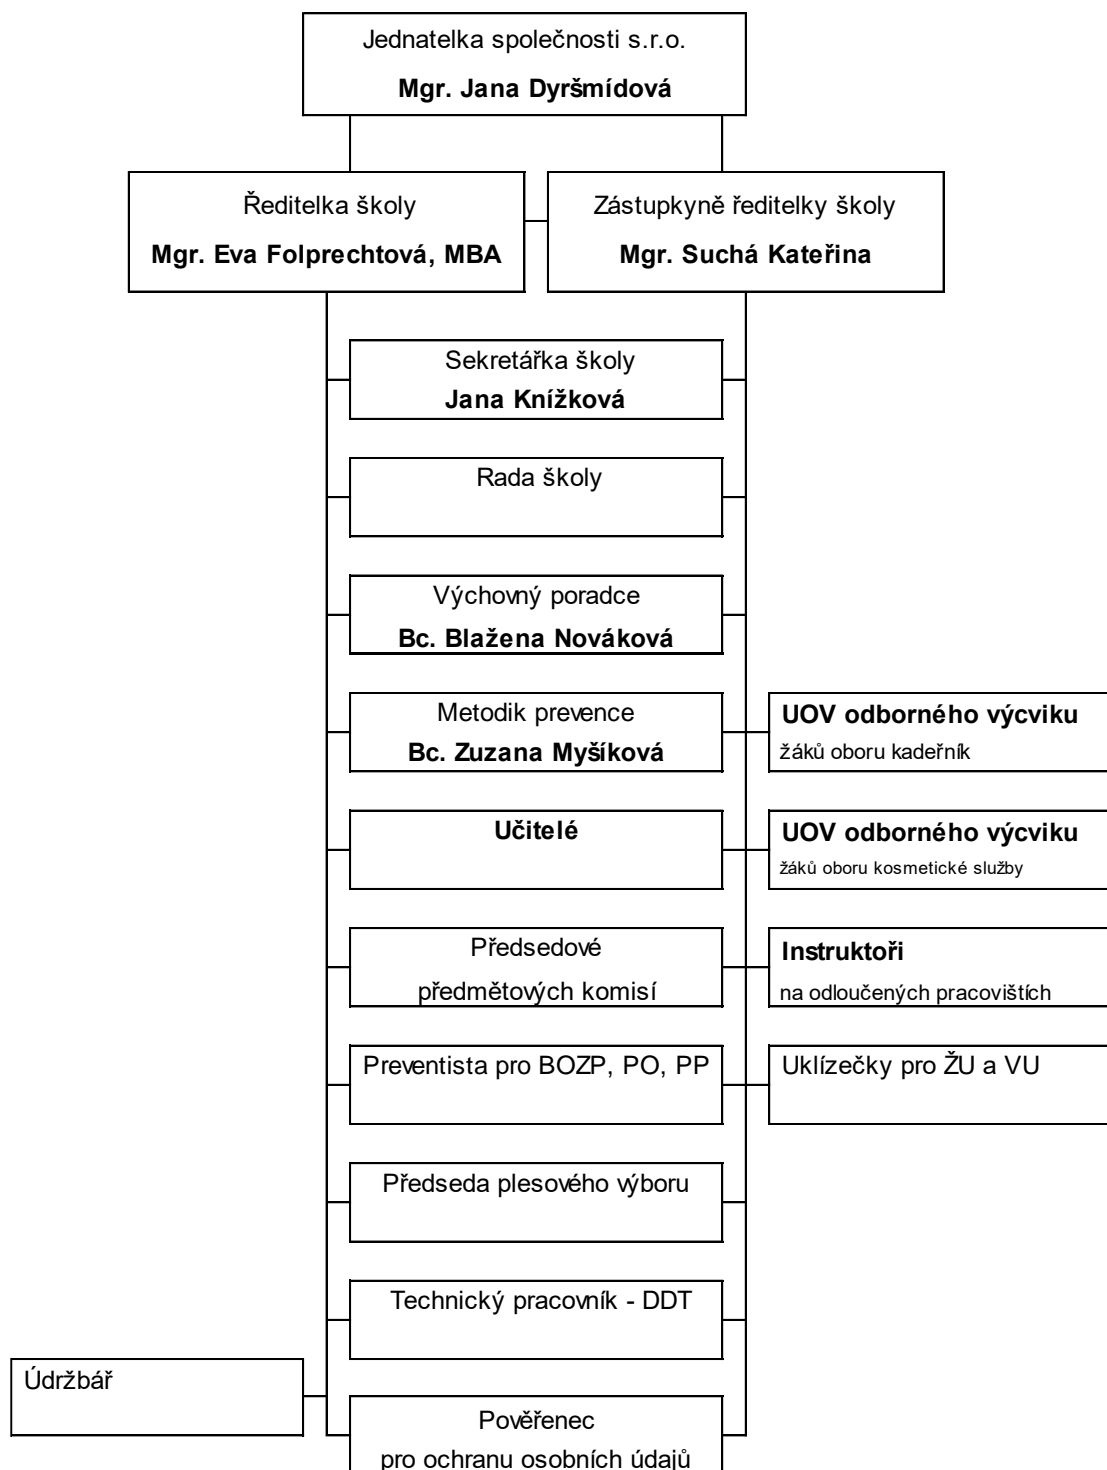 Jednatelka společnosti s.r.o.
Mgr. Jana Dyršmídová
Ředitelka školy
Mgr. Eva Folprechtová, MBA
Zástupkyně ředitelky školy
Mgr. Suchá Kateřina
Sekretářka školy
Jana Knížková
Rada školy
Výchovný poradce
Bc. Blažena Nováková
Metodik prevence
Bc. Zuzana Myšíková
UOV odborného výcviku
žáků oboru kadeřník
Učitelé
UOV odborného výcviku
žáků oboru kosmetické služby
Předsedové
předmětových komisí
Instruktoři
na odloučených pracovištích
Preventista pro BOZP, PO, PP
Uklízečky pro ŽU a VU
Předseda plesového výboru
Technický pracovník - DDT
Údržbář
Pověřenec
pro ochranu osobních údajů